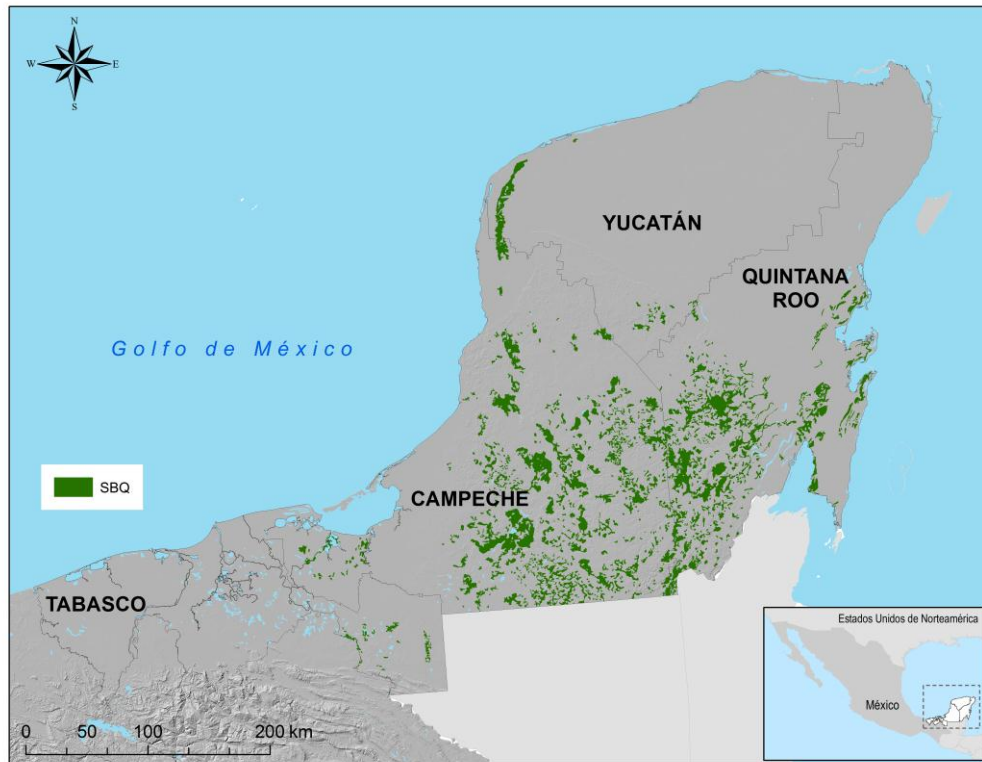 N
W E
S
YUCATÁN
QUINTANA
ROO
Golfo de México
SBQ
CAMPECHE
TABASCO
Estados Unidos de Norteamérica
México
0 50 100 200 km